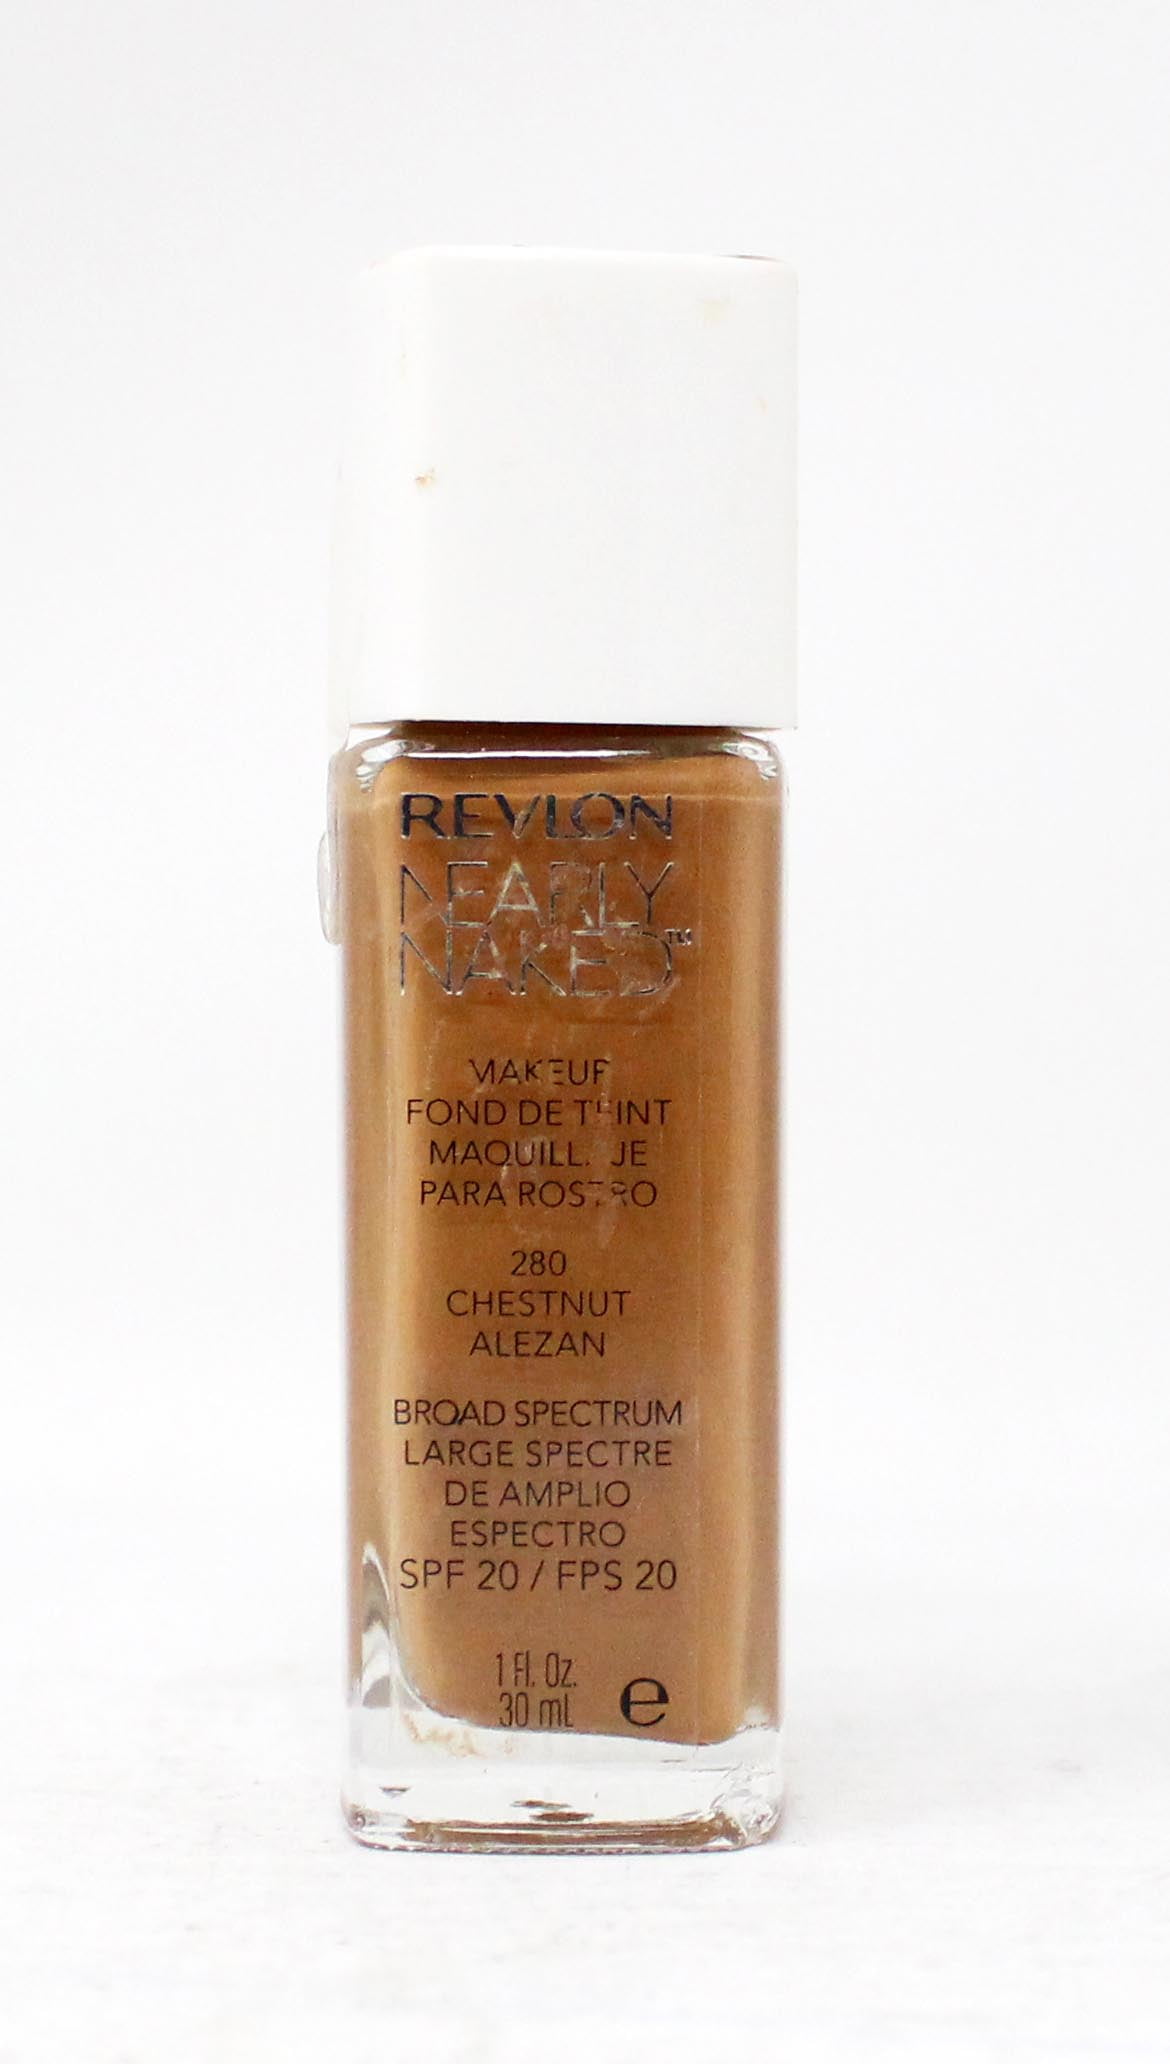 REVLON
NEARLY
NAKED™
MAKEUP
FOND DE TEINT
MAQUILLAJE
PARA ROSTRO
280
CHESTNUT
ALEZAN
BROAD SPECTRUM
LARGE SPECTRE
DE AMPLIO
ESPECTRO
SPF 20 / FPS 20
1 Fl. Oz.
30 mL e